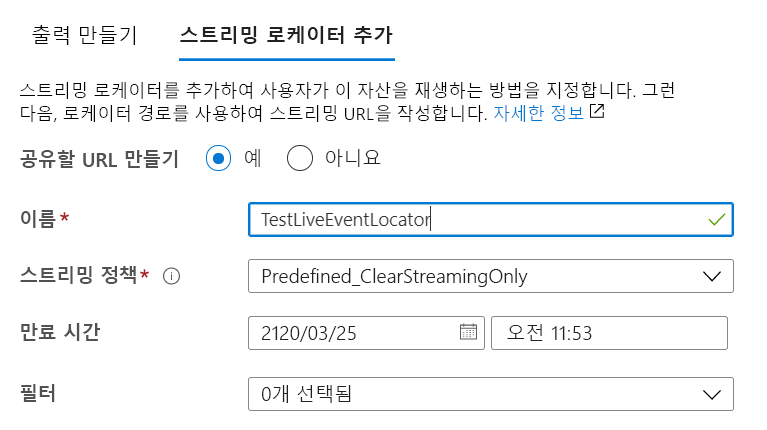 출력 만들기 스트리밍 로케이터 추가
스트리밍 로케이터를 추가하여 사용자가 이 자산을 재생하는 방법을 지정합니다. 그런
다음, 로케이터 경로를 사용하여 스트리밍 URL을 작성합니다. 자세한 정보
공유할 URL 만들기 예 아니요
이름* TestLiveEventLocator
스트리밍 정책* Predefined_ClearStreamingOnly
만료 시간 2120/03/25 오전 11:53
필터 0개 선택됨